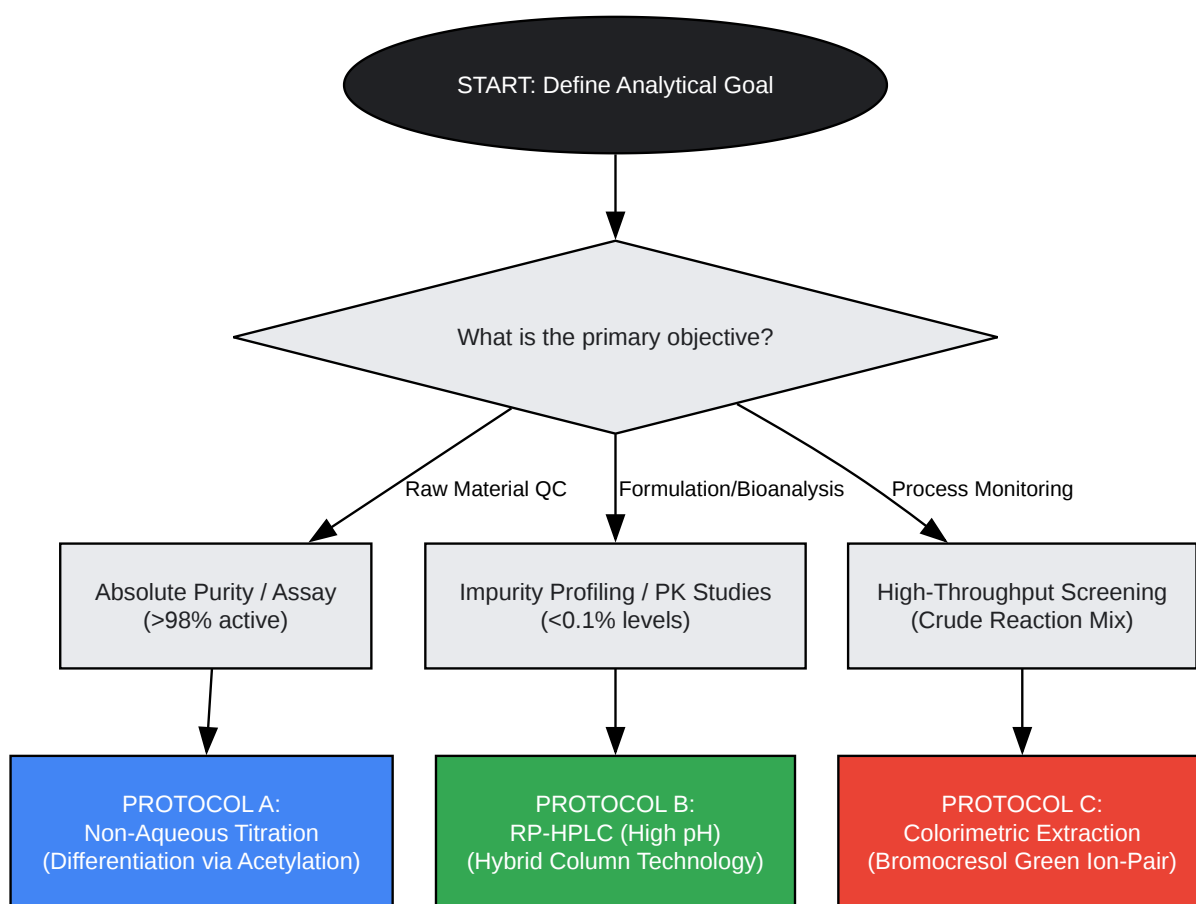 START: Define Analytical Goal
What is the primary objective?
Raw Material QC
Formulation/Bioanalysis
Process Monitoring
Absolute Purity / Assay
(>98% active)
Impurity Profiling / PK Studies
(<0.1% levels)
High-Throughput Screening
(Crude Reaction Mix)
PROTOCOL A:
Non-Aqueous Titration
(Differentiation via Acetylation)
PROTOCOL B:
RP-HPLC (High pH)
(Hybrid Column Technology)
PROTOCOL C:
Colorimetric Extraction
(Bromocresol Green Ion-Pair)